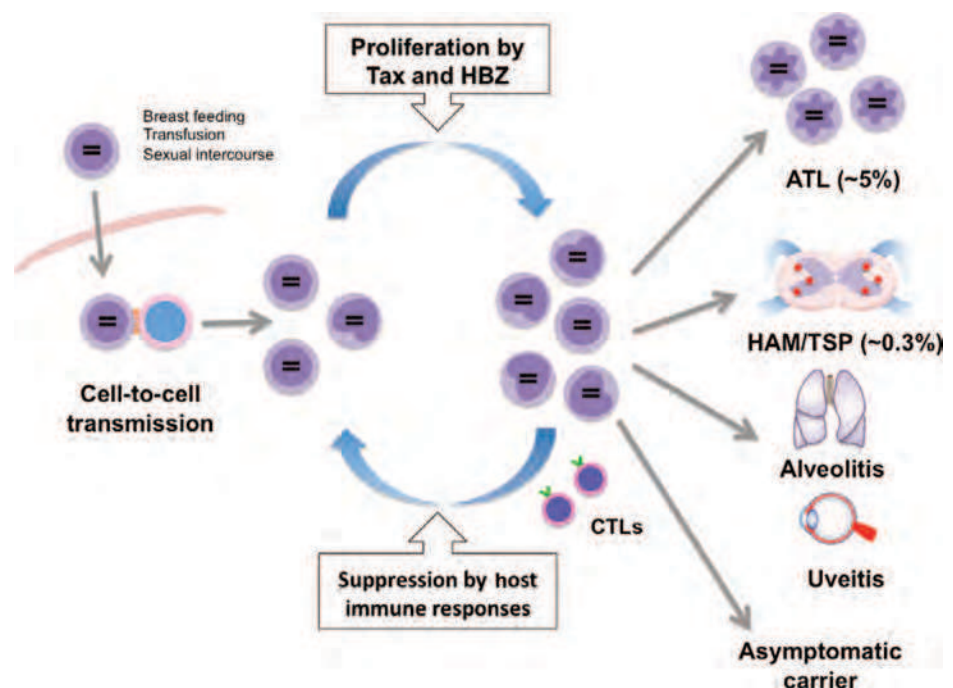 Proliferation by
Tax and HBZ
Breast feeding
Transfusion
Sexual intercourse
ATL (~5%)
HAM/TSP (~0.3%)
Cell-to-cell
transmission
Alveolitis
CTLs
Suppression by host
immune responses
Uveitis
Asymptomatic
carrier